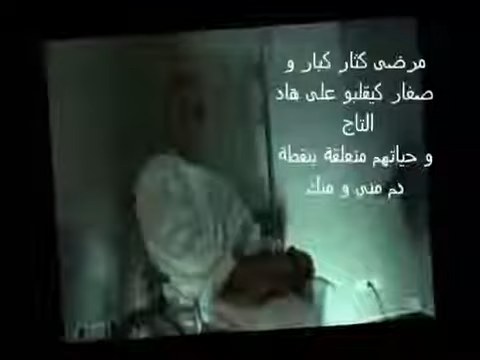 مرضى كثار كبار و
صغار كيقلبو على هاد
التاج
و حياتهم متعلقة بنقطة
دم مني و منك